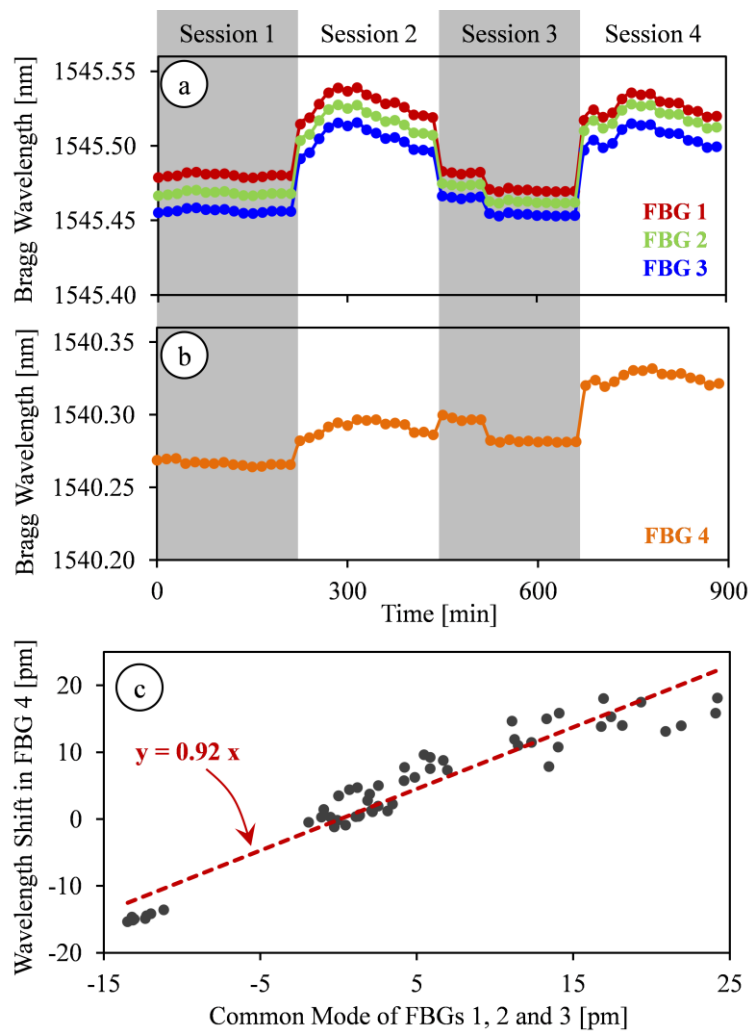 Session 1 Session 2 Session 3 Session 4
a
Bragg Wavelength [nm]
1545.55
1545.50
1545.45
1545.40
FBG 1
FBG 2
FBG 3
b
Bragg Wavelength [nm]
1540.35
1540.30
1540.25
1540.20
FBG 4
0 300 600 900
Time [min]
c
Wavelength Shift in FBG 4 [pm]
20
10
0
-10
-20
y = 0.92 x
-15 -5 5 15 25
Common Mode of FBGs 1, 2 and 3 [pm]